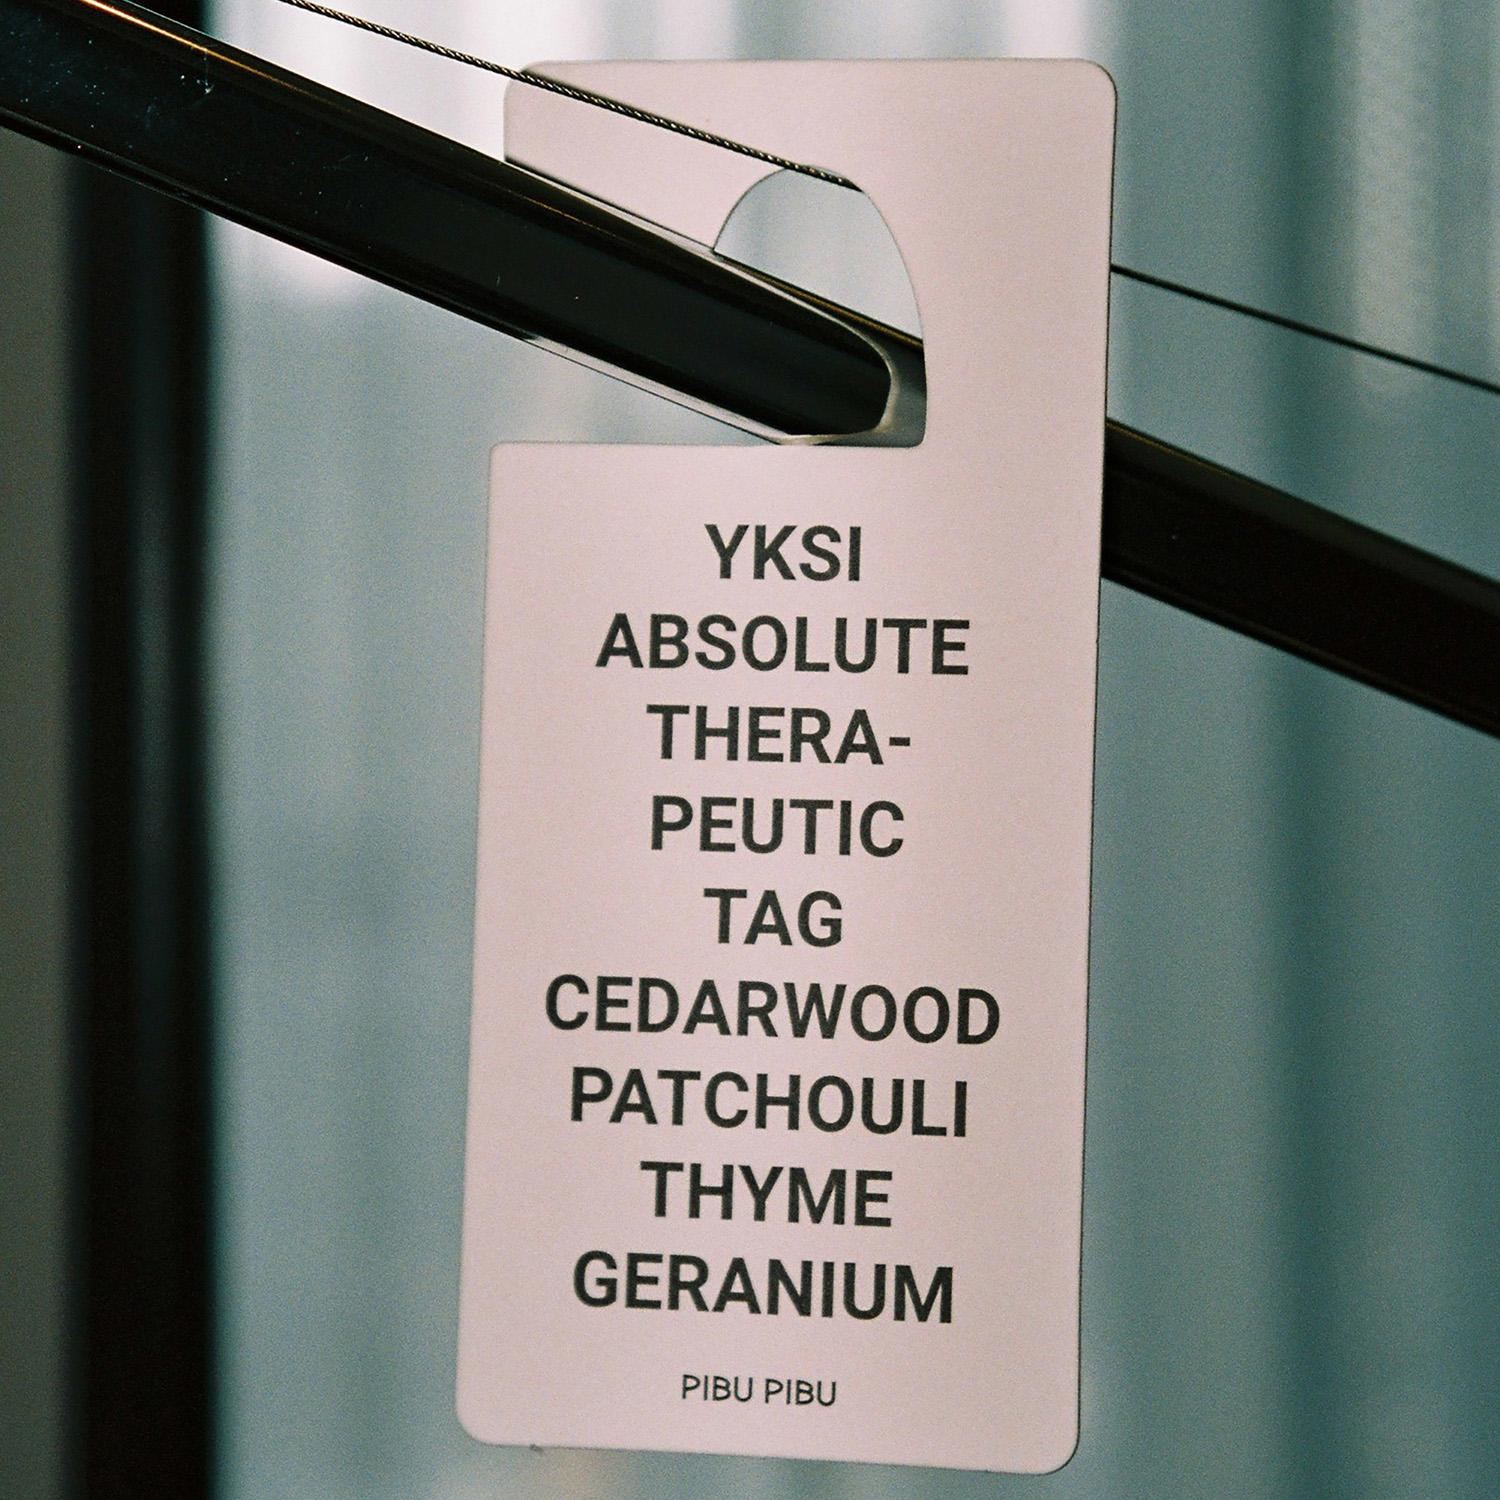 YKSI
ABSOLUTE
THERA-
PEUTIC
TAG
CEDARWOOD
PATCHOULI
THYME
GERANIUM
PIBU PIBU